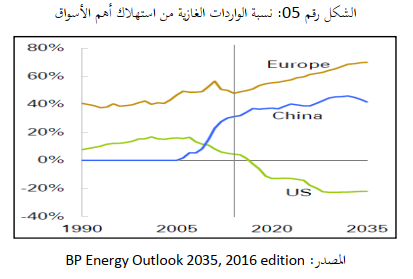 الشكل رقم 05: نسبة الواردات الغازية من استهلاك أهم الأسواق
80%
60%
40%
20%
0%
-20%
-40%
Europe
China
US
1990
2005
2020
2035
المصدر: BP Energy Outlook 2035, 2016 edition